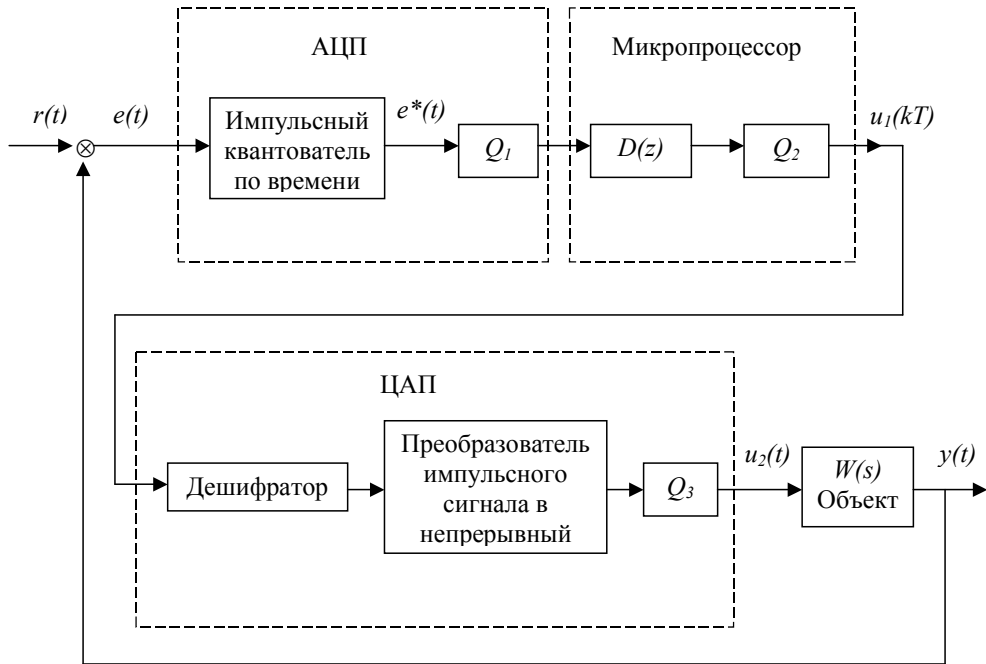 АЦП
Микропроцессор
r(t)
e(t)
Импульсный
квантователь
по времени
e*(t)
Q1
D(z)
Q2
u1(kT)
ЦАП
Дешифратор
Преобразователь
импульсного
сигнала в
непрерывный
Q3
u2(t)
W(s)
Объект
y(t)